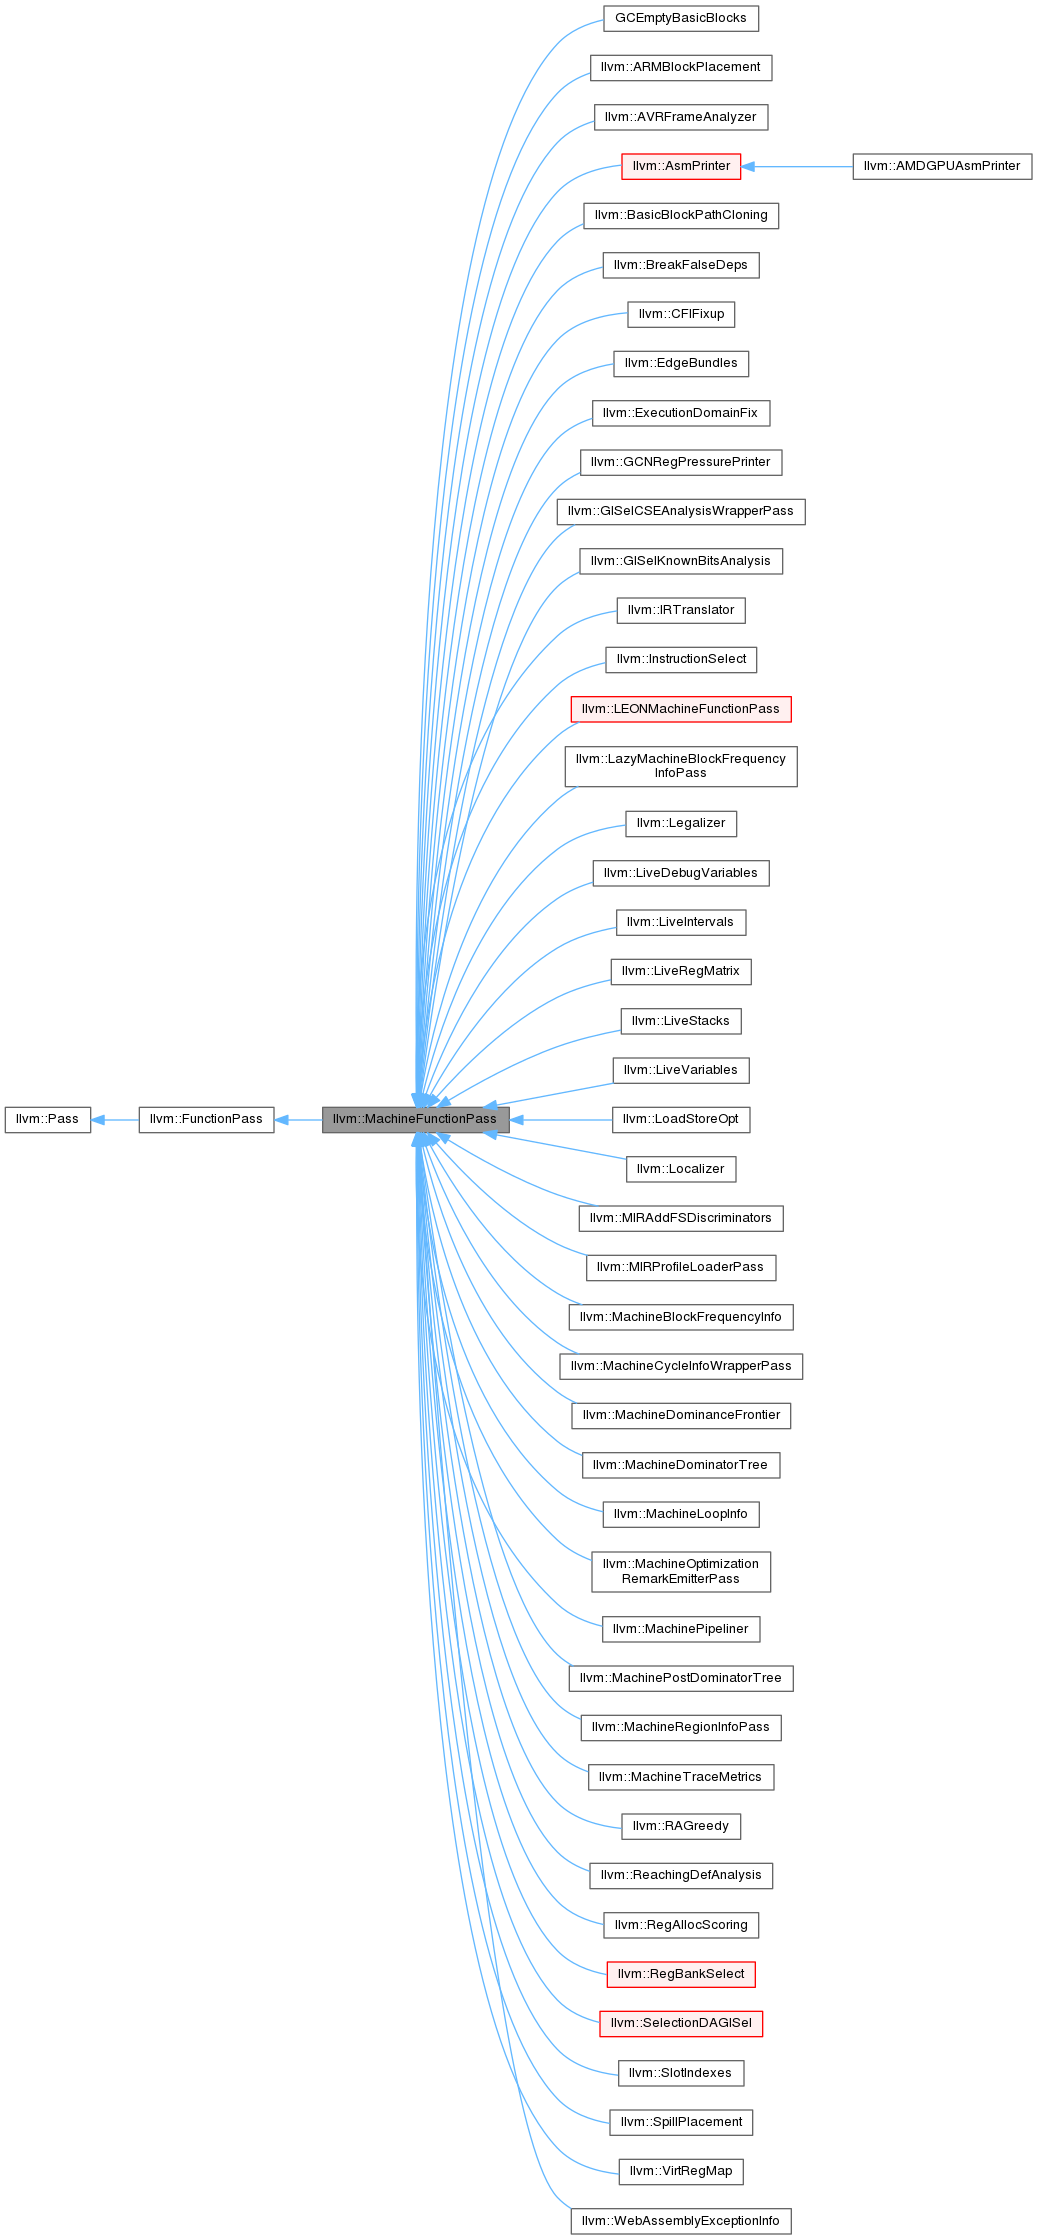 GCEmptyBasicBlocks
llvm::ARMBlockPlacement
llvm::AVRFrameAnalyzer
llvm::AsmPrinter
llvm::AMDGPUAsmPrinter
llvm::BasicBlockPathCloning
llvm::BreakFalseDeps
llvm::CFIFixup
llvm::EdgeBundles
llvm::ExecutionDomainFix
llvm::GCNRegPressurePrinter
llvm::GISelCSEAnalysisWrapperPass
llvm::GISelKnownBitsAnalysis
llvm::IRTranslator
llvm::InstructionSelect
llvm::LEONMachineFunctionPass
llvm::LazyMachineBlockFrequency
InfoPass
llvm::Legalizer
llvm::LiveDebugVariables
llvm::LiveIntervals
llvm::LiveRegMatrix
llvm::LiveStacks
llvm::LiveVariables
llvm::Pass
llvm::FunctionPass
llvm::MachineFunctionPass
llvm::LoadStoreOpt
llvm::Localizer
llvm::MIRAddFSDiscriminators
llvm::MIRProfileLoaderPass
llvm::MachineBlockFrequencyInfo
llvm::MachineCycleInfoWrapperPass
llvm::MachineDominanceFrontier
llvm::MachineDominatorTree
llvm::MachineLoopInfo
llvm::MachineOptimization
RemarkEmitterPass
llvm::MachinePipeliner
llvm::MachinePostDominatorTree
llvm::MachineRegionInfoPass
llvm::MachineTraceMetrics
llvm::RAGreedy
llvm::ReachingDefAnalysis
llvm::RegAllocScoring
llvm::RegBankSelect
llvm::SelectionDAGISel
llvm::SlotIndexes
llvm::SpillPlacement
llvm::VirtRegMap
llvm::WebAssemblyExceptionInfo